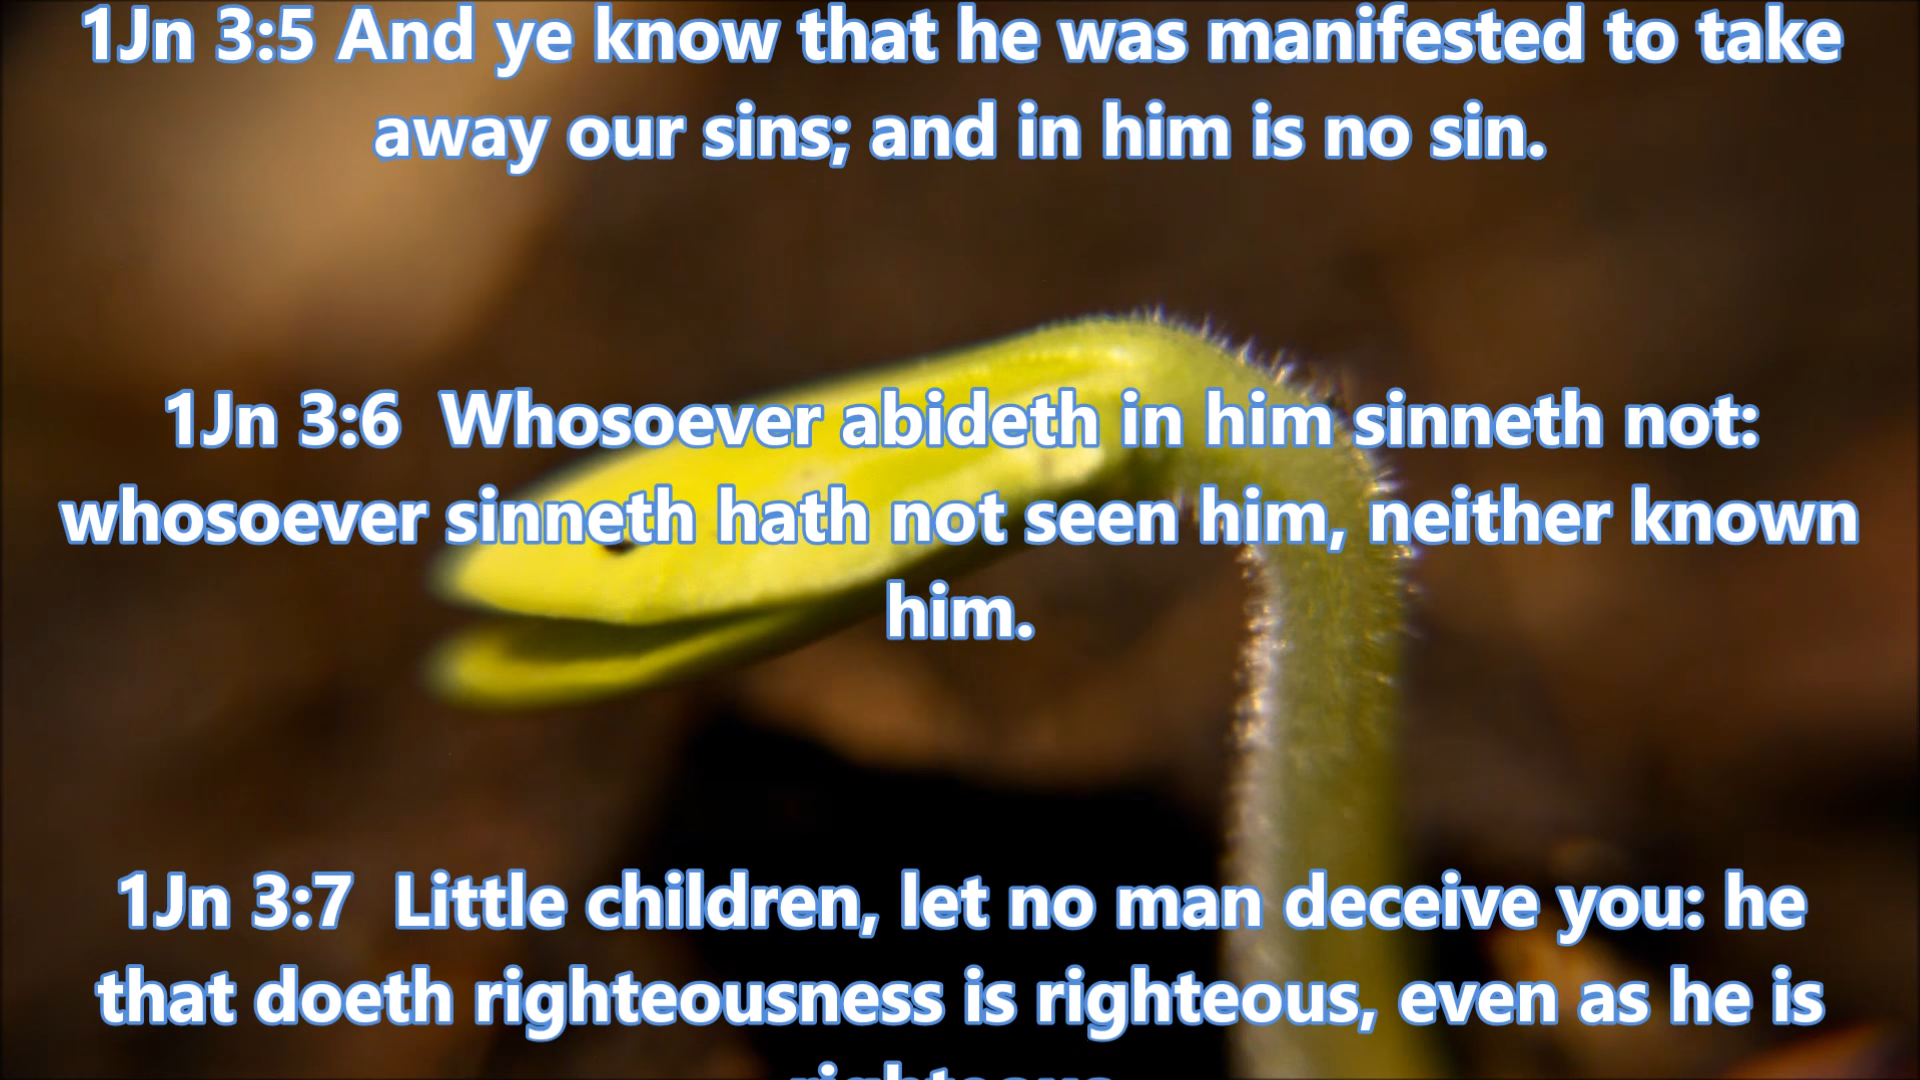 1Jn 3:5 And ye know that he was manifested to take
away our sins; and in him is no sin.
1Jn 3:6  Whosoever abideth in him sinneth not:
whosoever sinneth hath not seen him, neither known
him.
1Jn 3:7  Little children, let no man deceive you: he
that doeth righteousness is righteous, even as he is